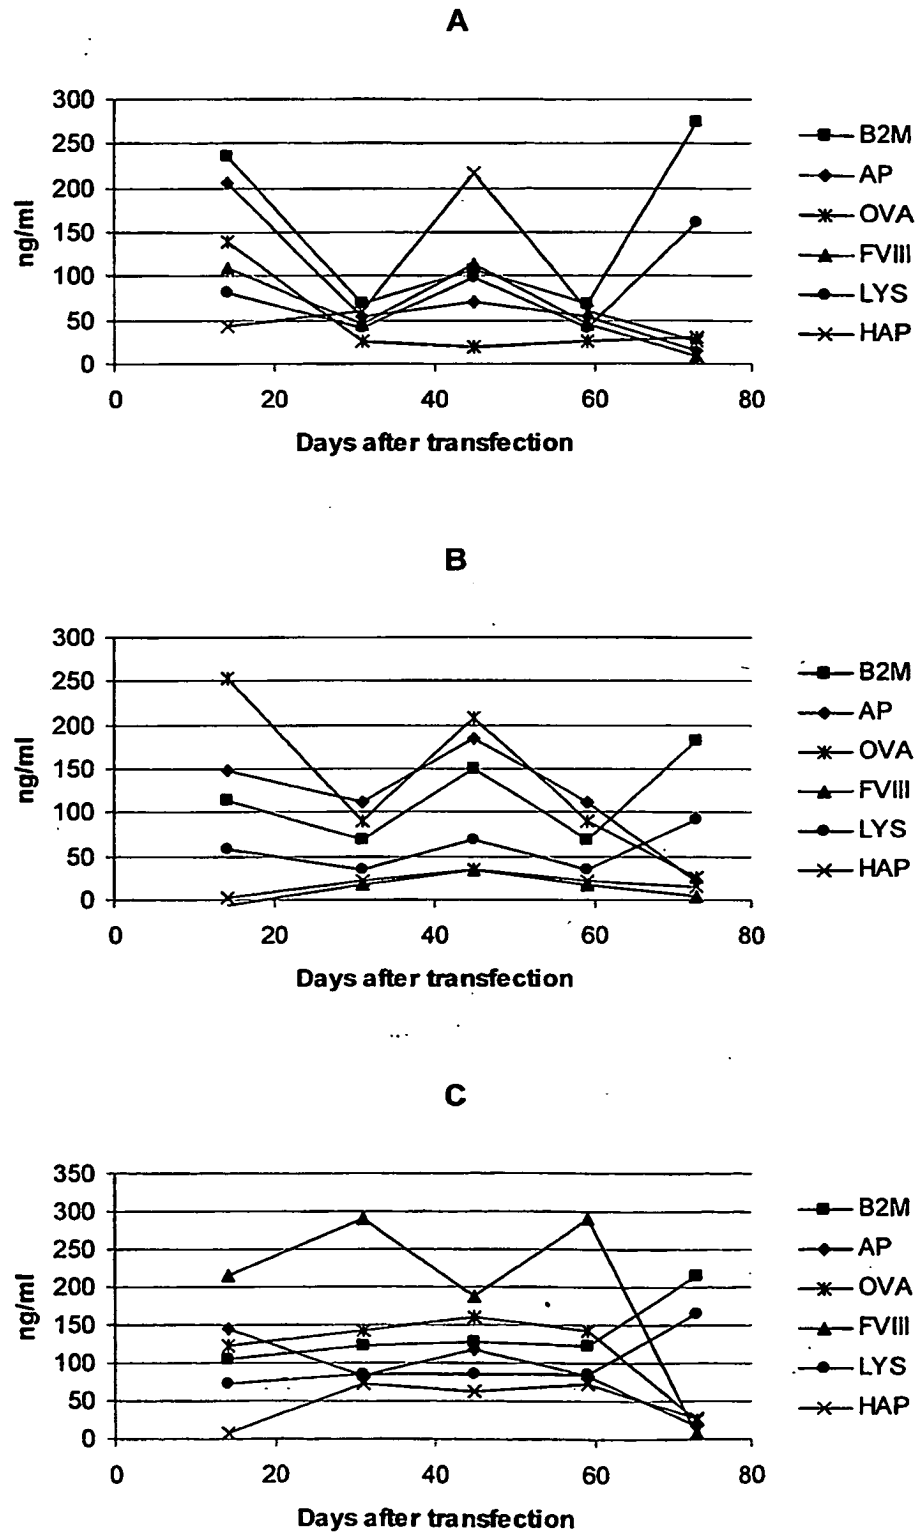 A
300
250
200
150
100
50
0
ng/ml
0 20 40 60 80
Days after transfection
B2M
AP
OVA
FVIII
LYS
HAP
B
300
250
200
150
100
50
0
ng/ml
0 20 40 60 80
Days after transfection
B2M
AP
OVA
FVIII
LYS
HAP
C
350
300
250
200
150
100
50
0
ng/ml
0 20 40 60 80
Days after transfection
B2M
AP
OVA
FVIII
LYS
HAP